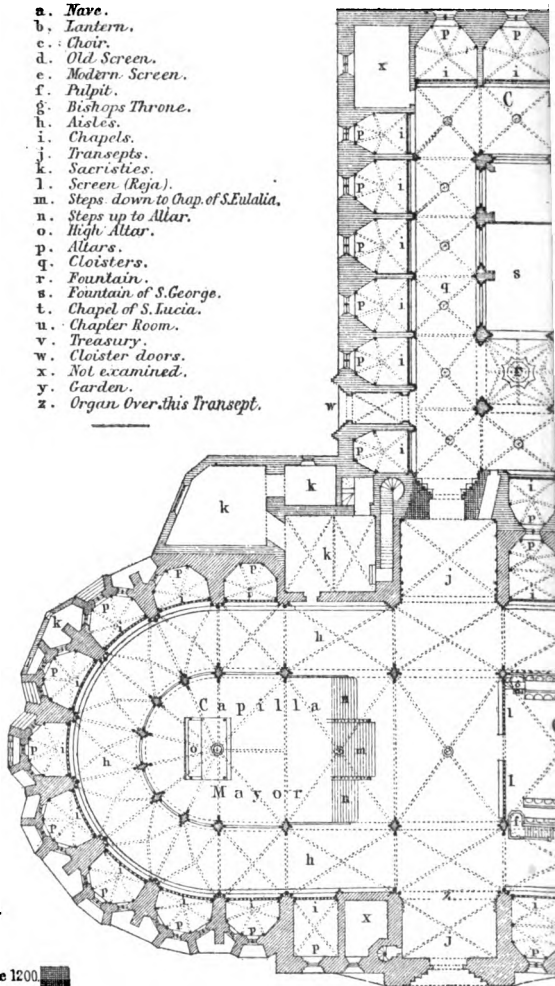 a. Nave.
b. Lantern.
c. Choir.
d. Old Screen.
e. Modern Screen.
f. Pulpit.
g. Bishops Throne.
h. Aisles.
i. Chapels.
j. Transepts.
k. Sacristies.
l. Screen (Reja).
m. Steps down to Chap. of S. Eulalia.
n. Steps up to Altar.
o. High Altar.
p. Altars.
q. Cloisters.
r. Fountain.
s. Fountain of S. George.
t. Chapel of S. Lucia.
u. Chapter Room.
v. Treasury.
w. Cloister doors.
x. Not examined.
y. Garden.
z. Organ Over this Transept.
x p p
i i C
p i
p i
p i s
q
p i
w
p i i
k k p
k p
j i
p p
i i h
k
p i
Capilla
n
p i h o m l
Mayor
n l
f
h
i z
x
p j
e 1200.